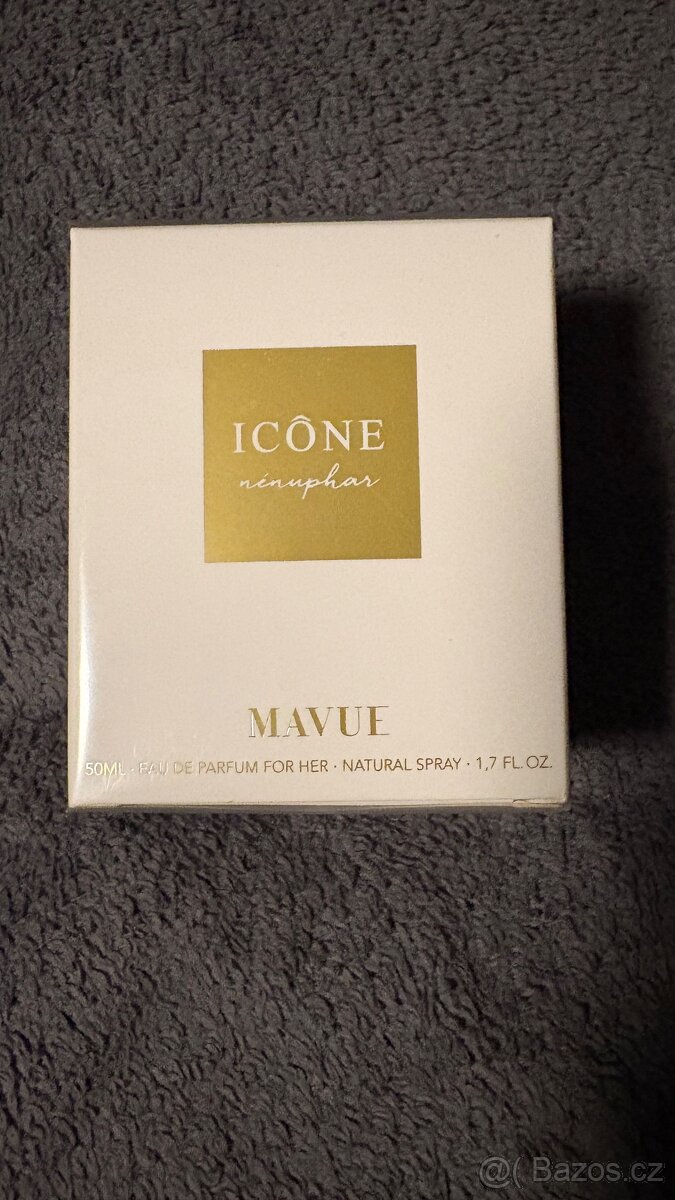 ICÔNE
nénuphar
MAVUE
50ML · EAU DE PARFUM FOR HER · NATURAL SPRAY · 1,7 FL. OZ.
@( Bazos.cz